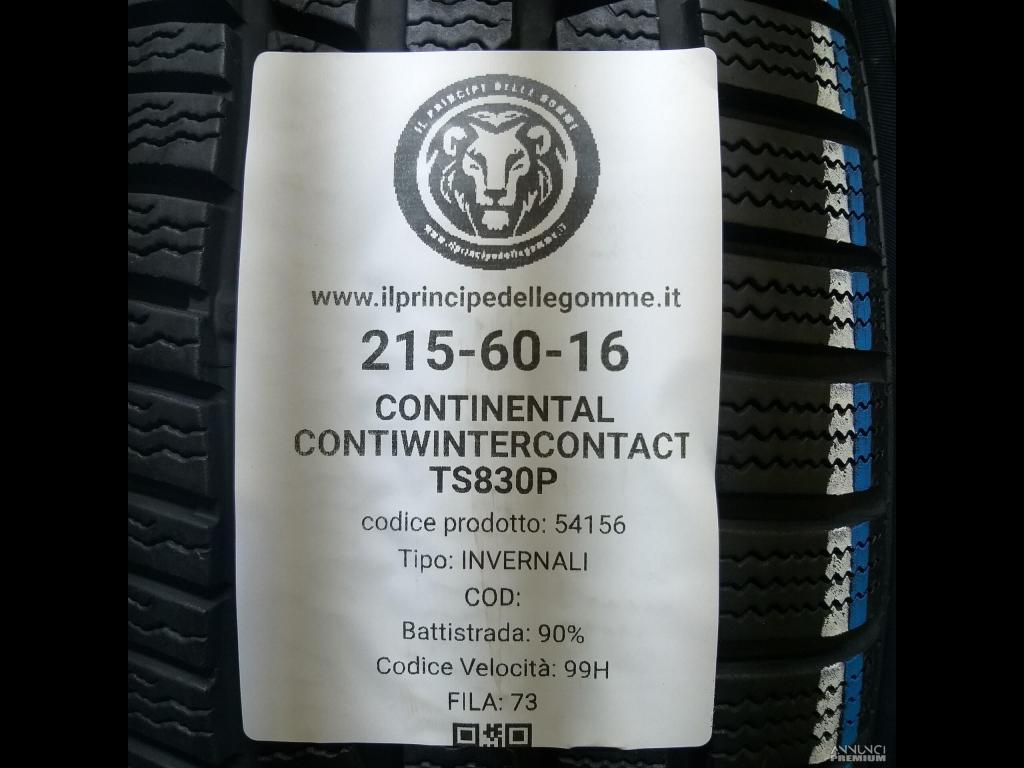 IL PRINCIPE DELLE GOMME
www.ilprincipedellegomme.it
www.ilprincipedellegomme.it
215-60-16
CONTINENTAL
CONTIWINTERCONTACT
TS830P
codice prodotto: 54156
Tipo: INVERNALI
COD:
Battistrada: 90%
Codice Velocità: 99H
FILA: 73
ANNUNCI
PREMIUM